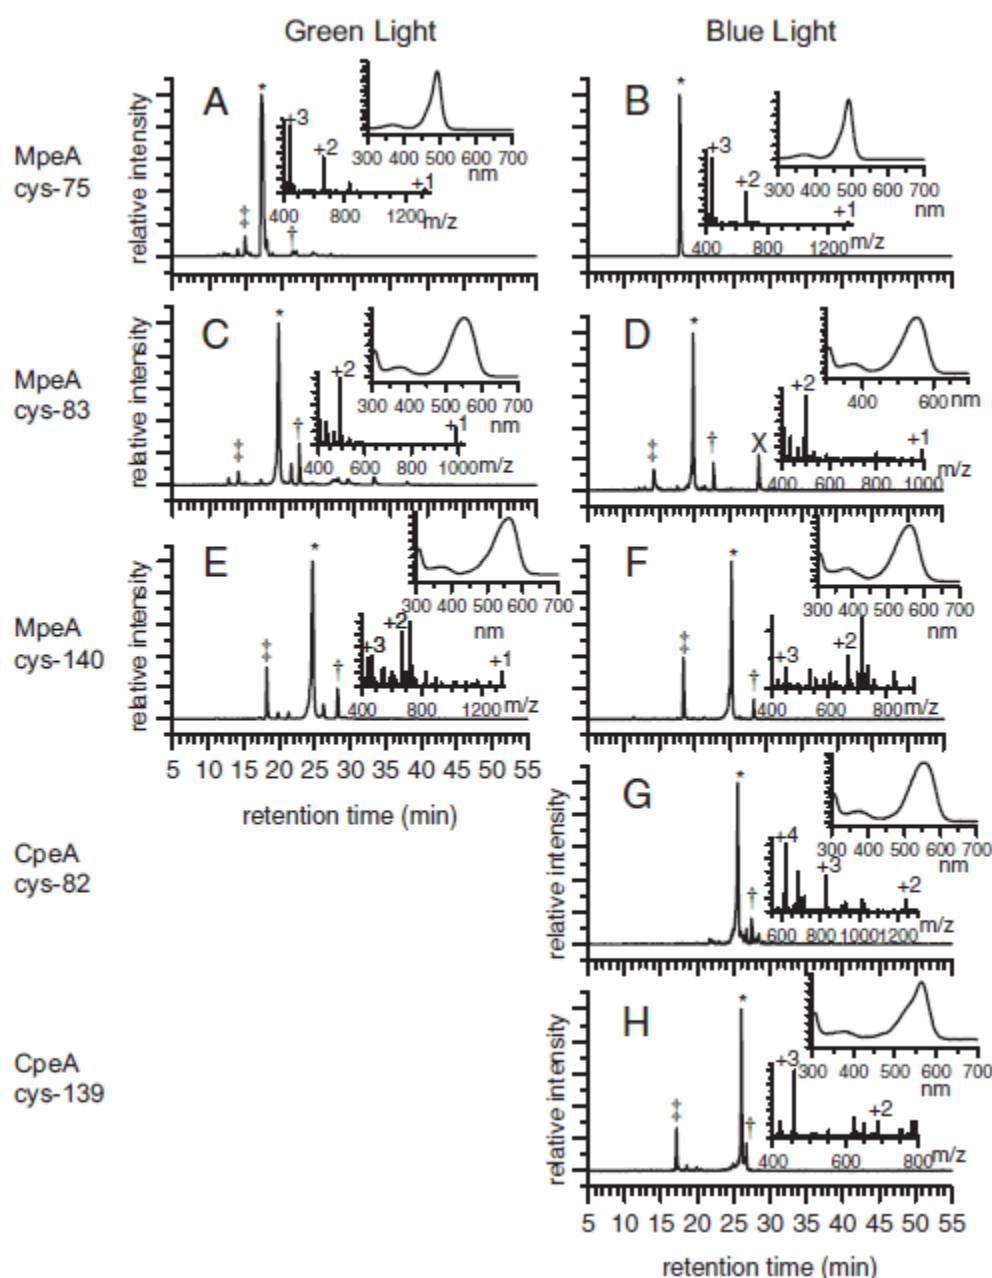 Green Light
Blue Light
MpeA
cys-75
relative intensity
A
*
‡
†
+3
+2
+1
400 800 1200 m/z
300 400 500 600 700
nm
relative intensity
B
*
+3
+2
+1
400 800 1200 m/z
300 400 500 600 700
nm
MpeA
cys-83
relative intensity
C
*
‡
†
+2
+1
400 600 800 1000 m/z
300 400 500 600 700
relative intensity
D
*
‡
†
X
+2
+1
400 600 800 1000 m/z
400 600 nm
MpeA
cys-140
relative intensity
E
*
‡
†
+3
+2
+1
400 800 1200 m/z
300 400 500 600 700
nm
5 10 15 20 25 30 35 40 45 50 55
retention time (min)
F
*
‡
†
+3
+2
400 600 800 m/z
300 400 500 600 700
nm
CpeA
cys-82
relative intensity
G
*
†
+4
+3
+2
600 800 1000 1200 m/z
300 400 500 600 700
nm
CpeA
cys-139
relative intensity
H
*
‡
†
+3
+2
400 600 800 m/z
300 400 500 600 700
nm
5 10 15 20 25 30 35 40 45 50 55
retention time (min)